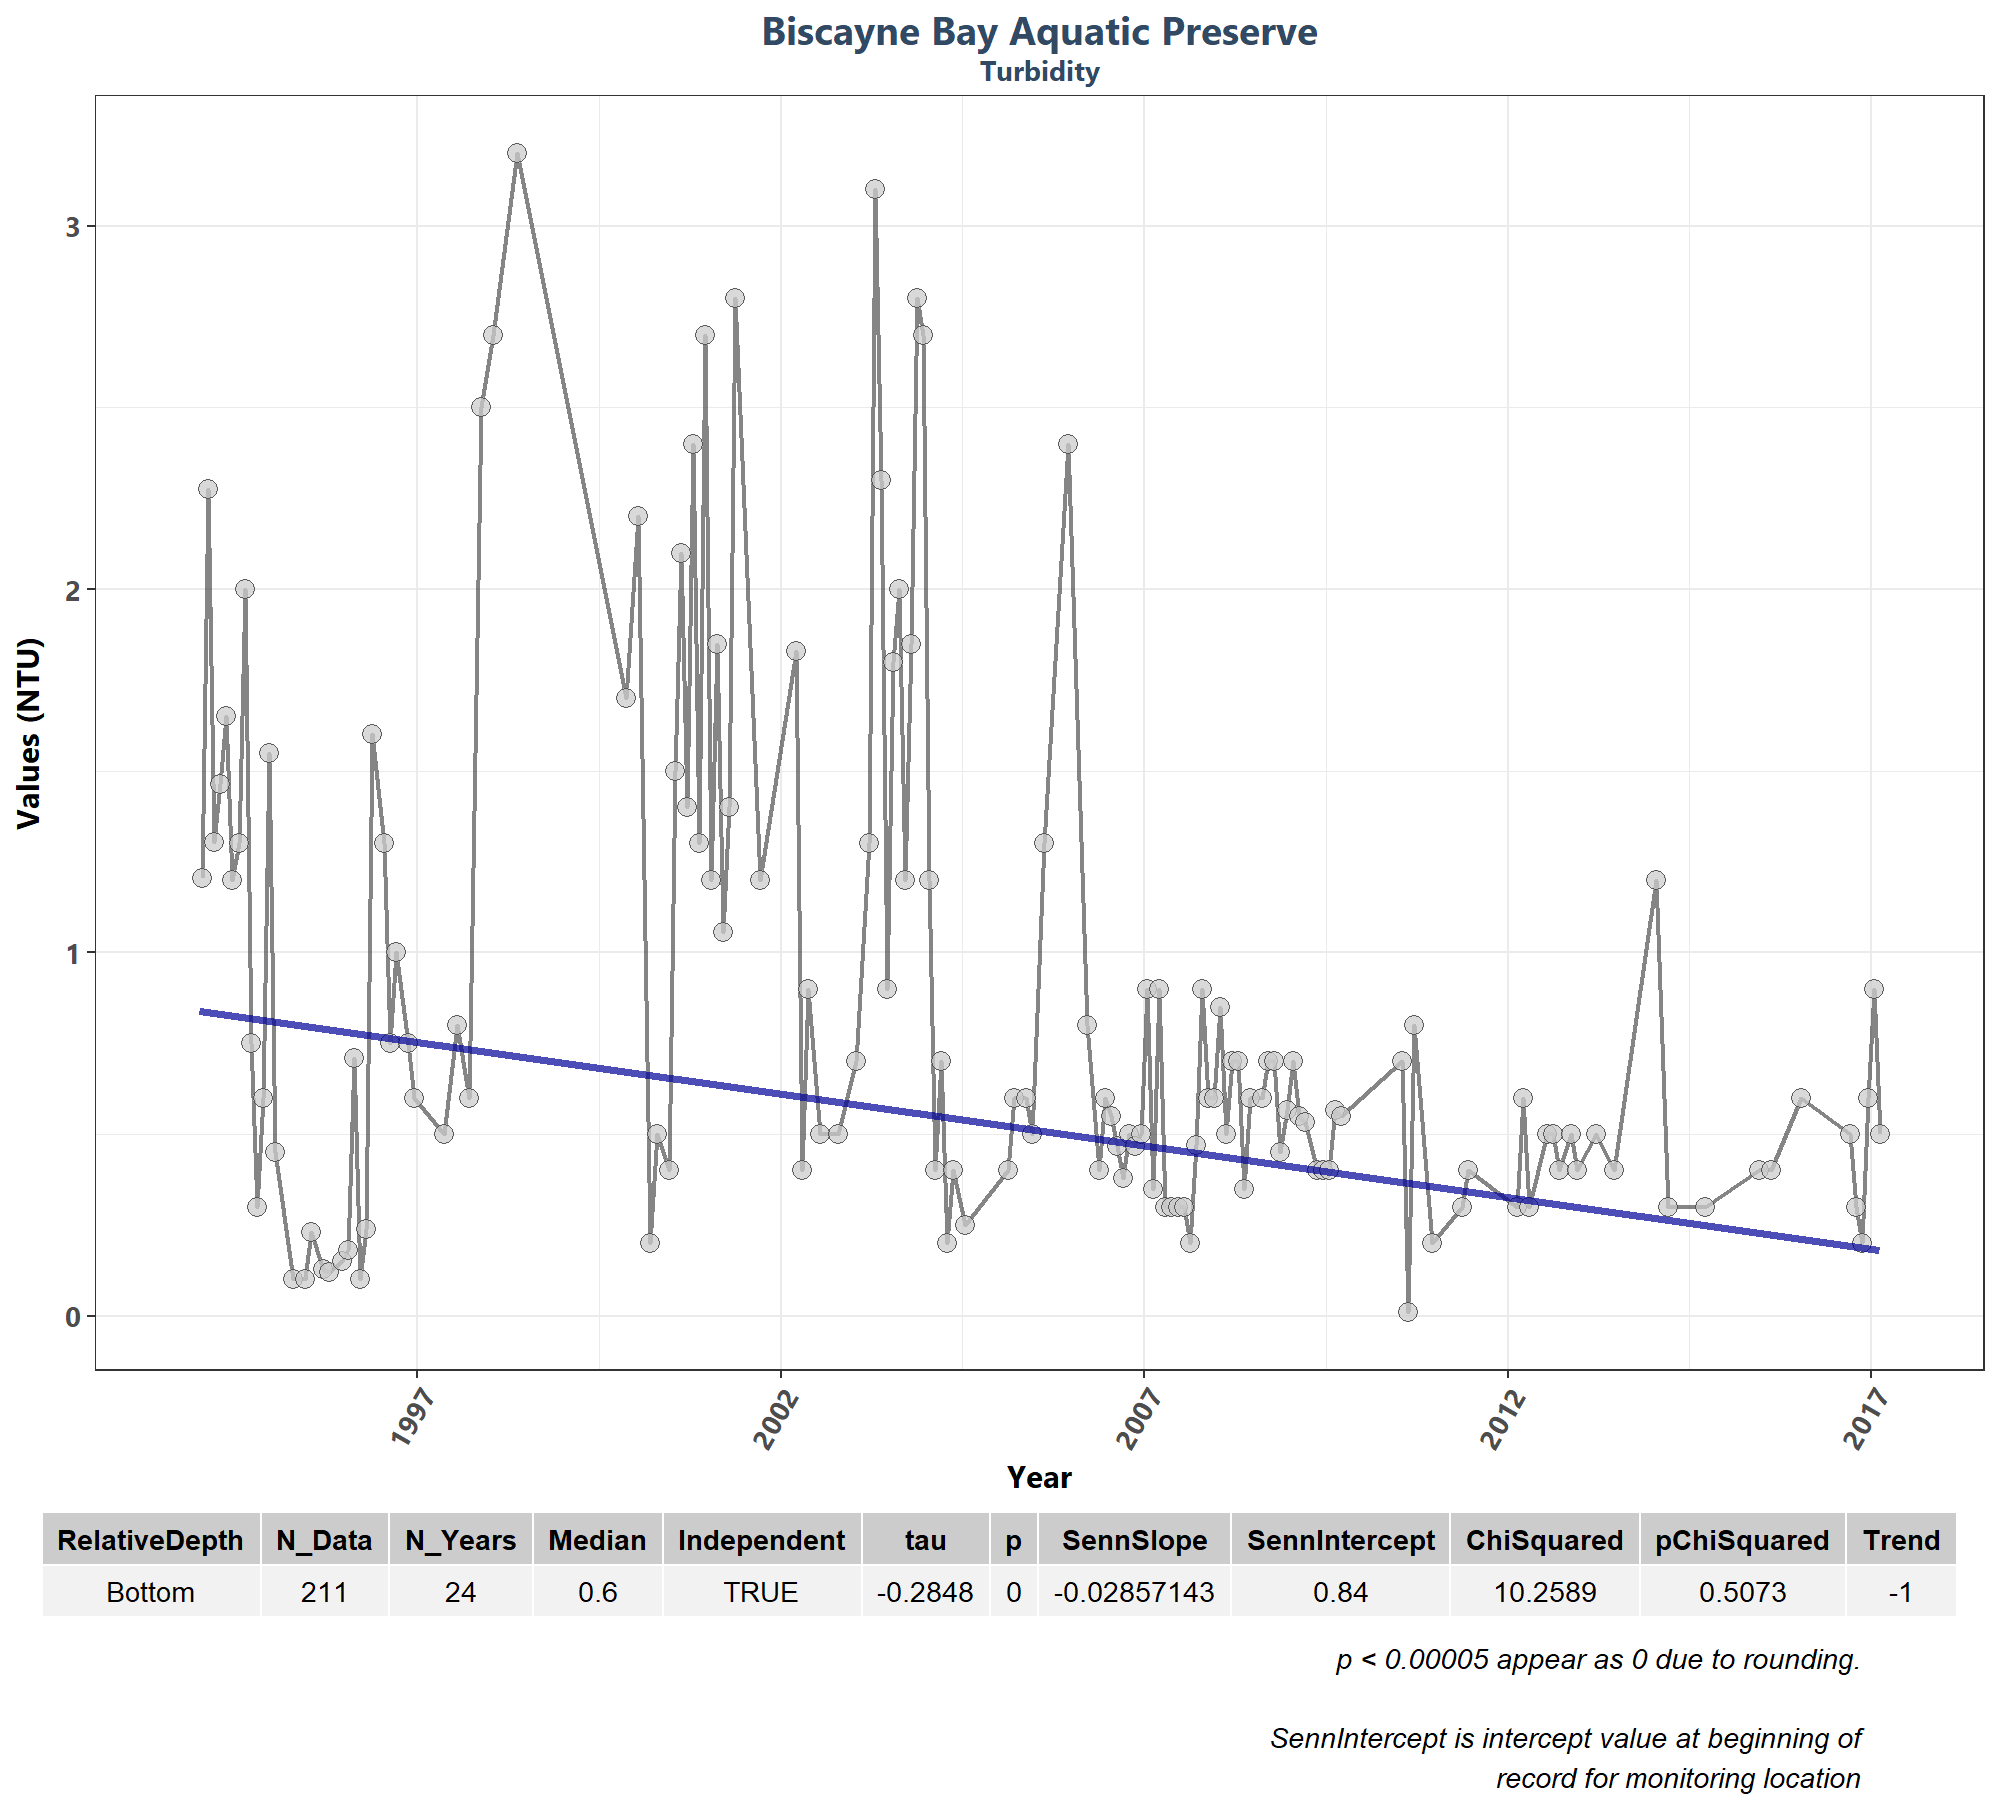 Biscayne Bay Aquatic Preserve
Turbidity
Values (NTU)
3
2
1
0
1997 2002 2007 2012 2017
Year
RelativeDepth N_Data N_Years Median Independent tau p SennSlope SennIntercept ChiSquared pChiSquared Trend
Bottom 211 24 0.6 TRUE -0.2848 0 -0.02857143 0.84 10.2589 0.5073 -1
p < 0.00005 appear as 0 due to rounding.
SennIntercept is intercept value at beginning of
record for monitoring location